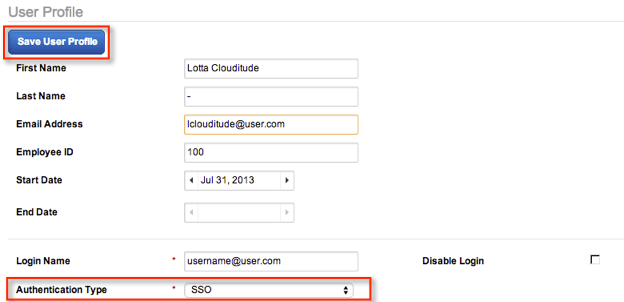 User Profile
Save User Profile
First Name Lotta Clouditude
Last Name -
Email Address lclouditude@user.com
Employee ID 100
Start Date Jul 31, 2013
End Date
Login Name * username@user.com Disable Login
Authentication Type * SSO